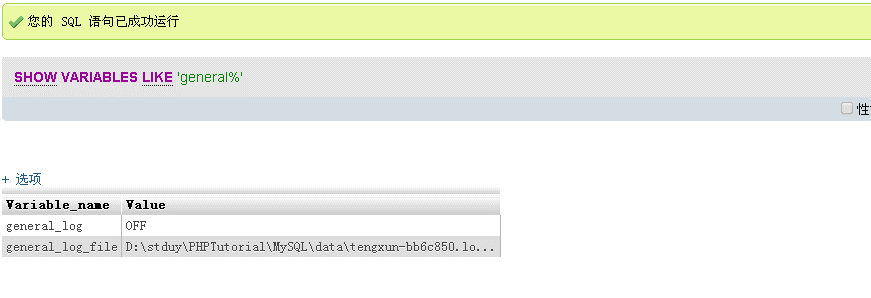 您的 SQL 语句已成功运行
SHOW VARIABLES LIKE 'general%'
+ 选项
Variable_name Value
general_log OFF
general_log_file D:\stduy\PHPTutorial\MySQL\data\tengxun-bb6c850.lo...